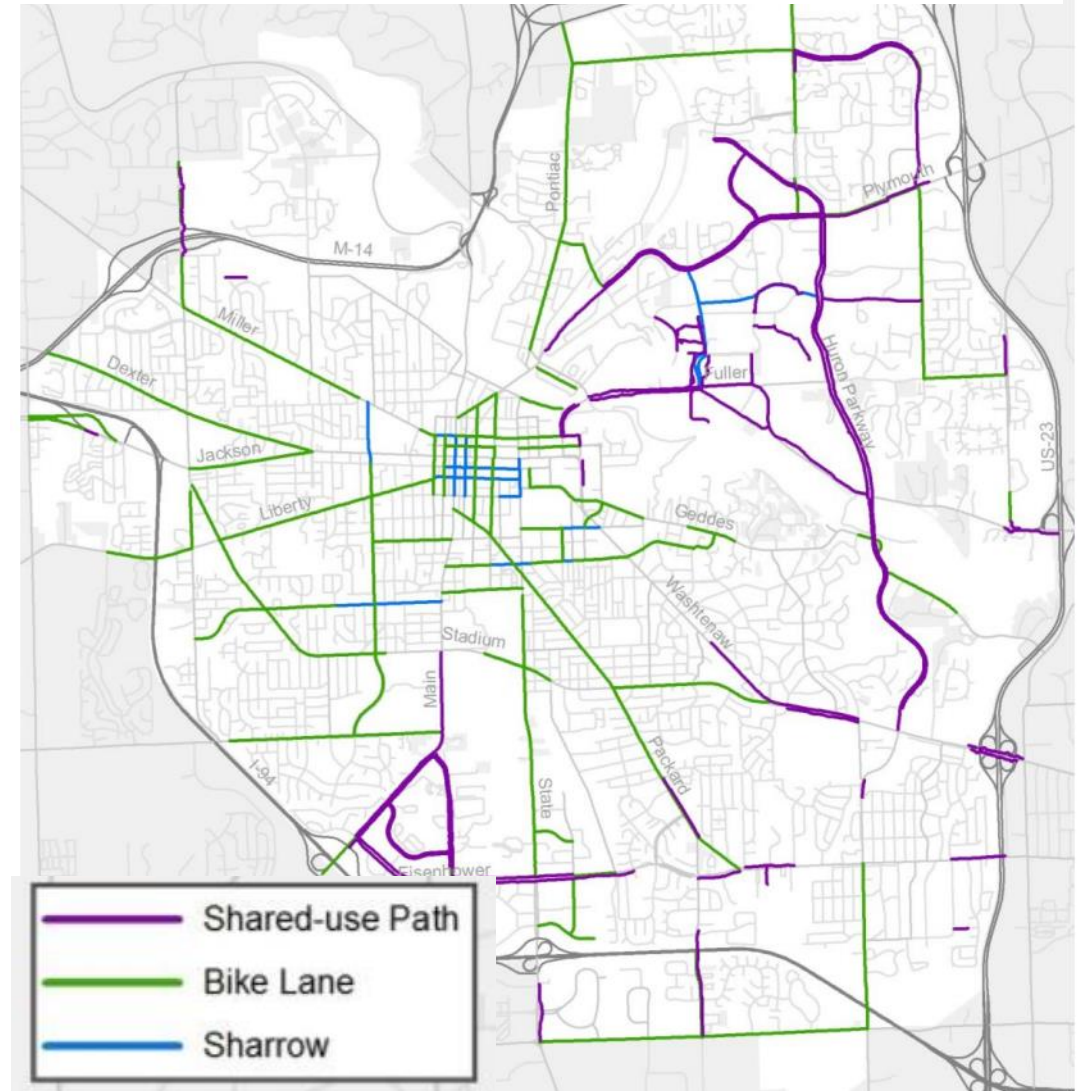 Pontiac
Plymouth
M-14
Miller
Dexter
Fuller
Huron Parkway
US-23
Jackson
Liberty
Geddes
Washtenaw
Stadium
Main
Packard
I-94
State
Eisenhower
Shared-use Path
Bike Lane
Sharrow